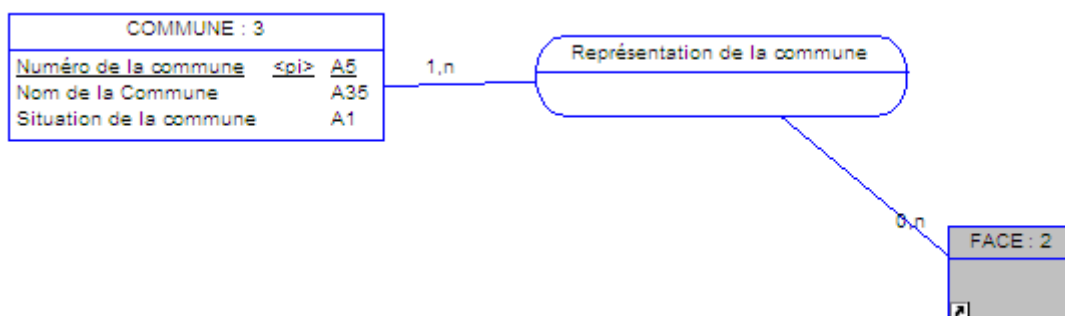 COMMUNE : 3
Numéro de la commune <pi> A5
Nom de la Commune A35
Situation de la commune A1
1,n
Représentation de la commune
0,n
FACE : 2